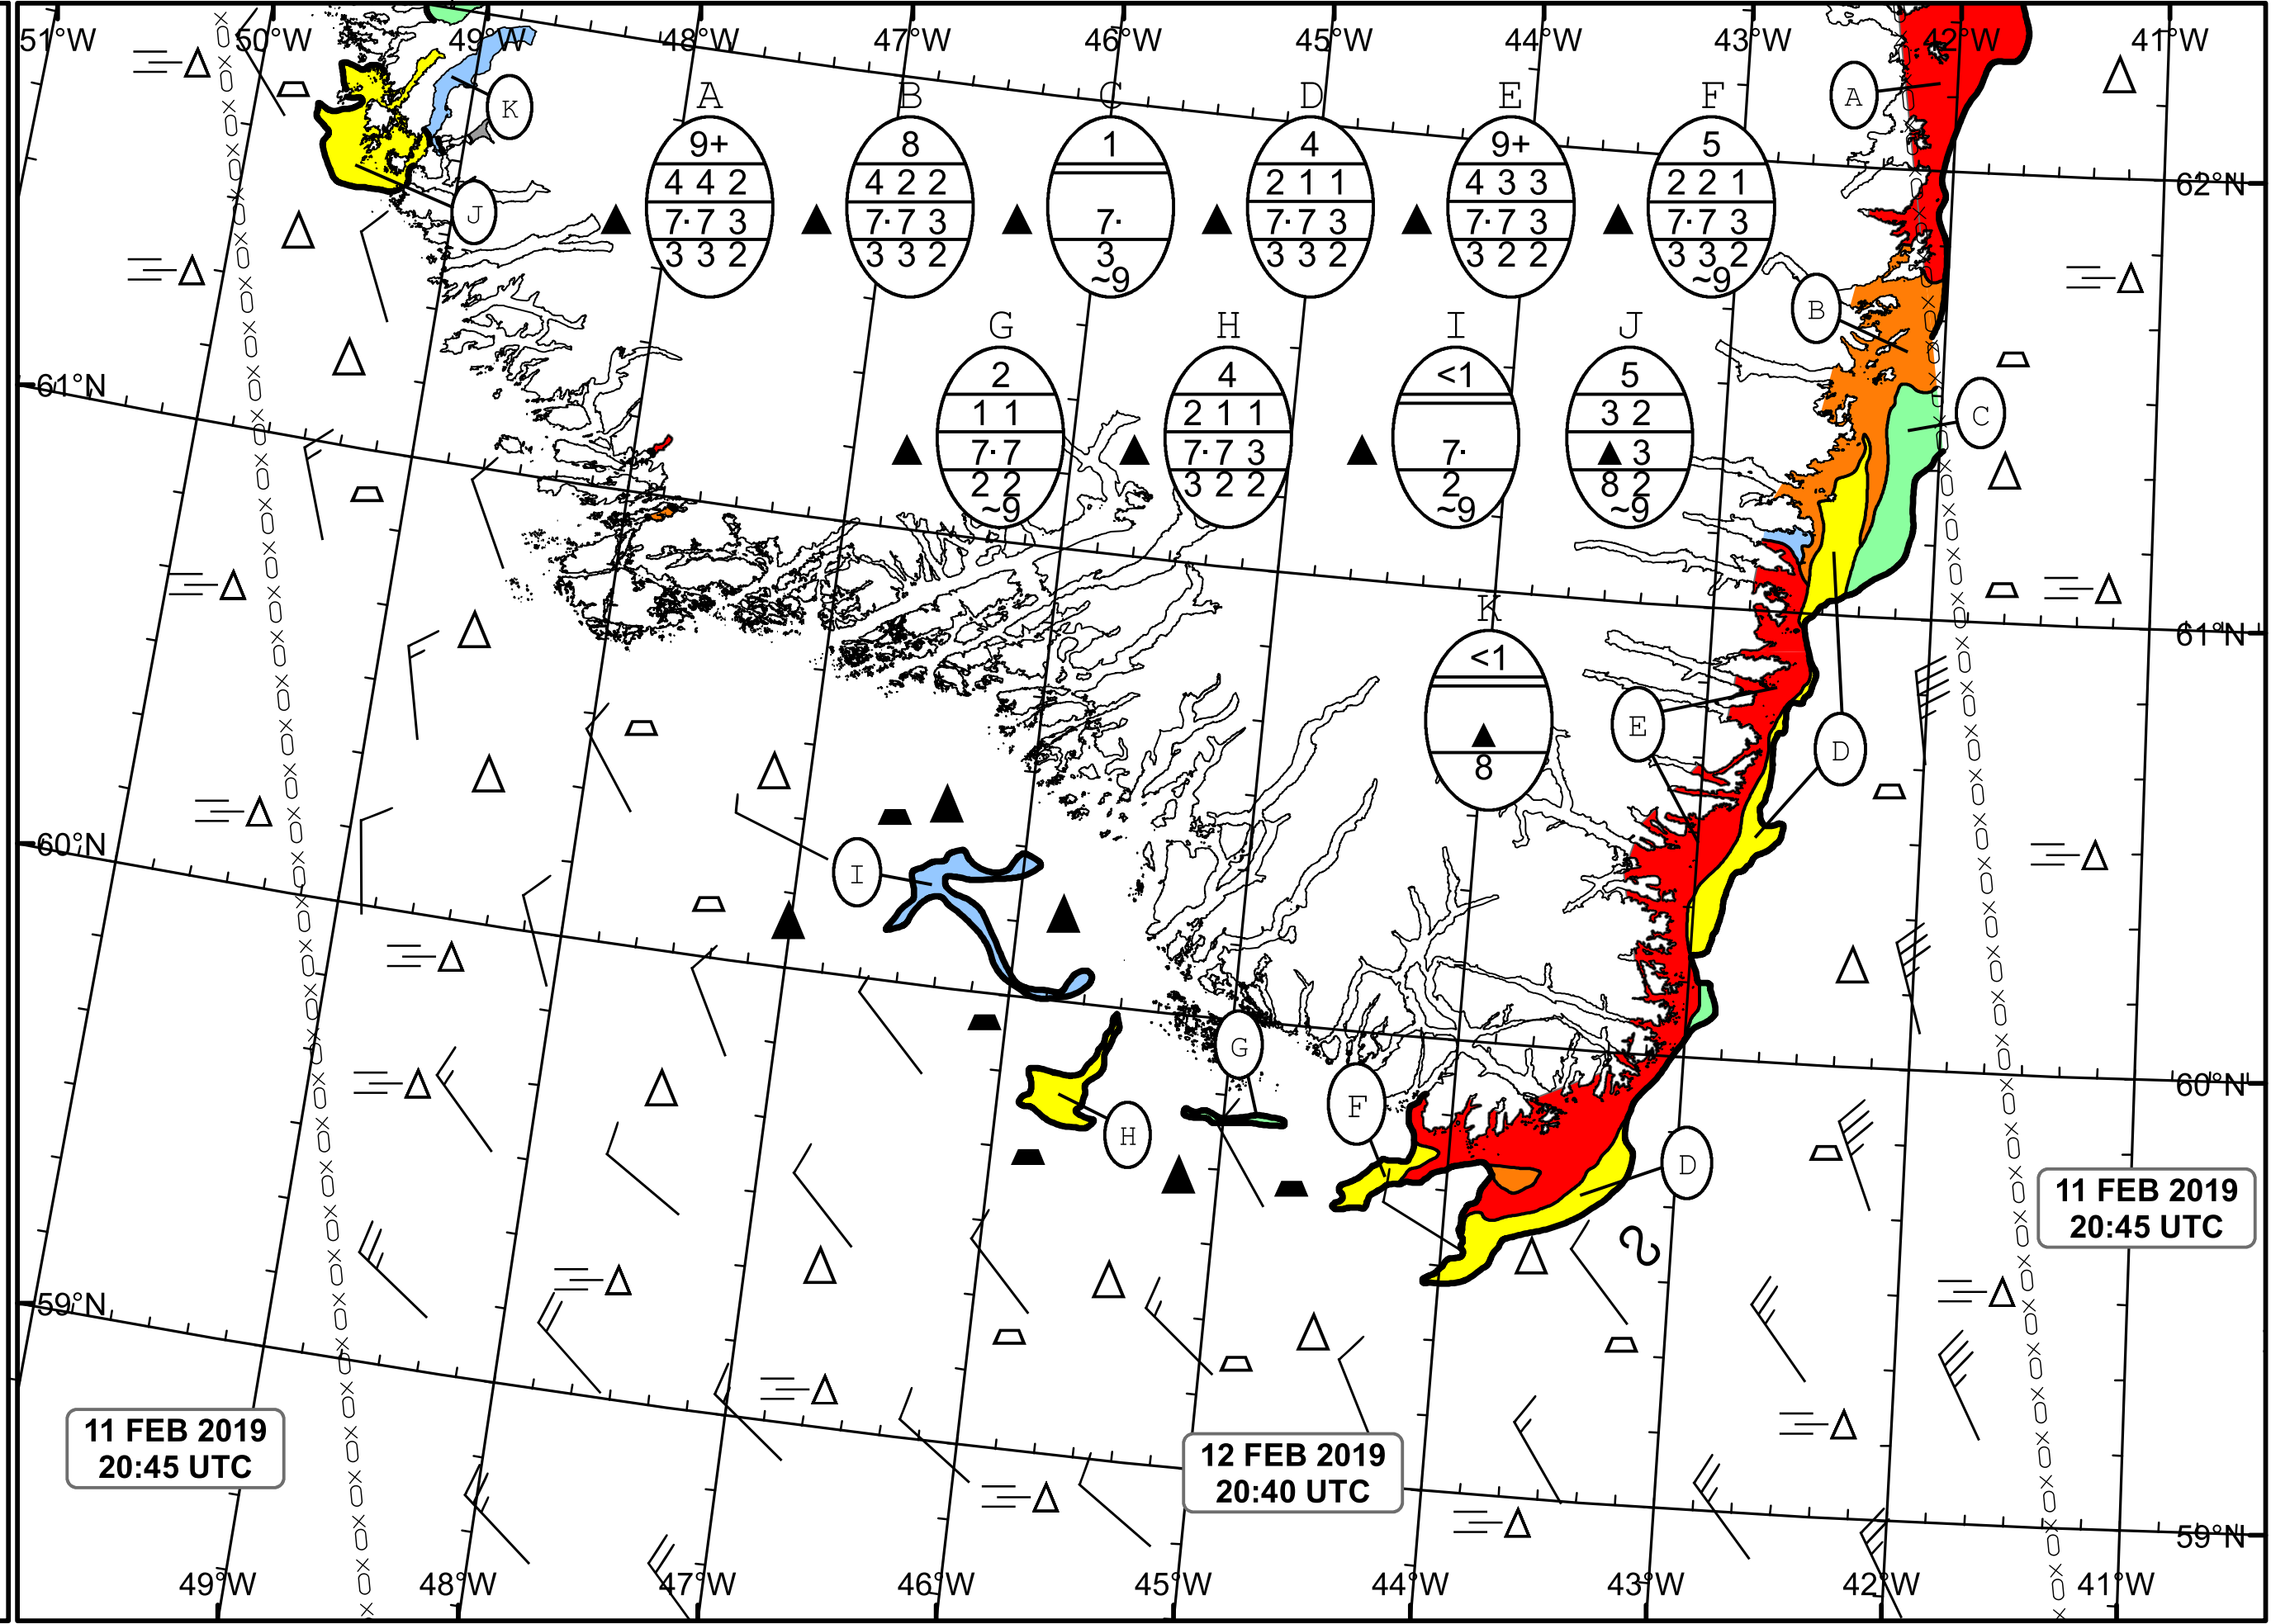 51°W 50°W 49°W 48°W 47°W 46°W 45°W 44°W 43°W 42°W 41°W
K
J
A
A
9+
4 4 2
7· 7 3
3 3 2
B
8
4 2 2
7· 7 3
3 3 2
C
1
7·
3
~9
D
4
2 1 1
7· 7 3
3 3 2
E
9+
4 3 3
7· 7 3
3 2 2
F
5
2 2 1
7· 7 3
3 3 2
~9
62°N
B
G
2
1 1
7· 7
2 2
~9
H
4
2 1 1
7· 7 3
3 2 2
I
<1
7·
2
~9
J
5
3 2
▲ 3
8 2
~9
61°N
C
K
<1
▲
8
61°N
E
D
60°N
I
G
F
H
60°N
D
11 FEB 2019
20:45 UTC
59°N
11 FEB 2019
20:45 UTC
12 FEB 2019
20:40 UTC
59°N
49°W 48°W 47°W 46°W 45°W 44°W 43°W 42°W 41°W